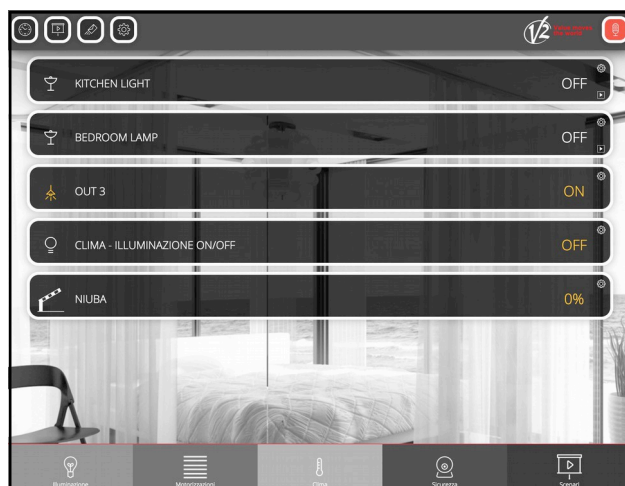 V2
KITCHEN LIGHT
OFF
BEDROOM LAMP
OFF
OUT 3
ON
CLIMA - ILLUMINAZIONE ON/OFF
OFF
NIUBA
0%
Illuminazione
Motorizzazioni
Clima
Sicurezza
Scenari